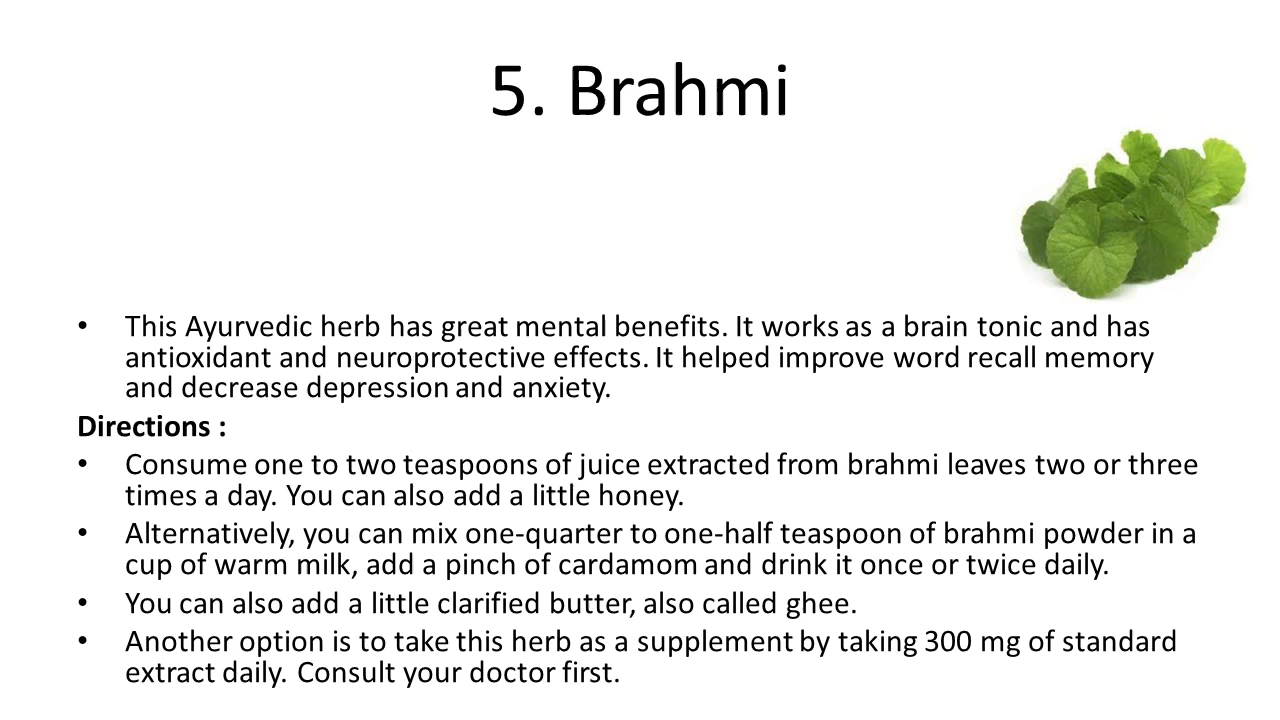 5. Brahmi
• This Ayurvedic herb has great mental benefits. It works as a brain tonic and has
antioxidant and neuroprotective effects. It helped improve word recall memory
and decrease depression and anxiety.
Directions :
• Consume one to two teaspoons of juice extracted from brahmi leaves two or three
times a day. You can also add a little honey.
• Alternatively, you can mix one-quarter to one-half teaspoon of brahmi powder in a
cup of warm milk, add a pinch of cardamom and drink it once or twice daily.
• You can also add a little clarified butter, also called ghee.
• Another option is to take this herb as a supplement by taking 300 mg of standard
extract daily. Consult your doctor first.